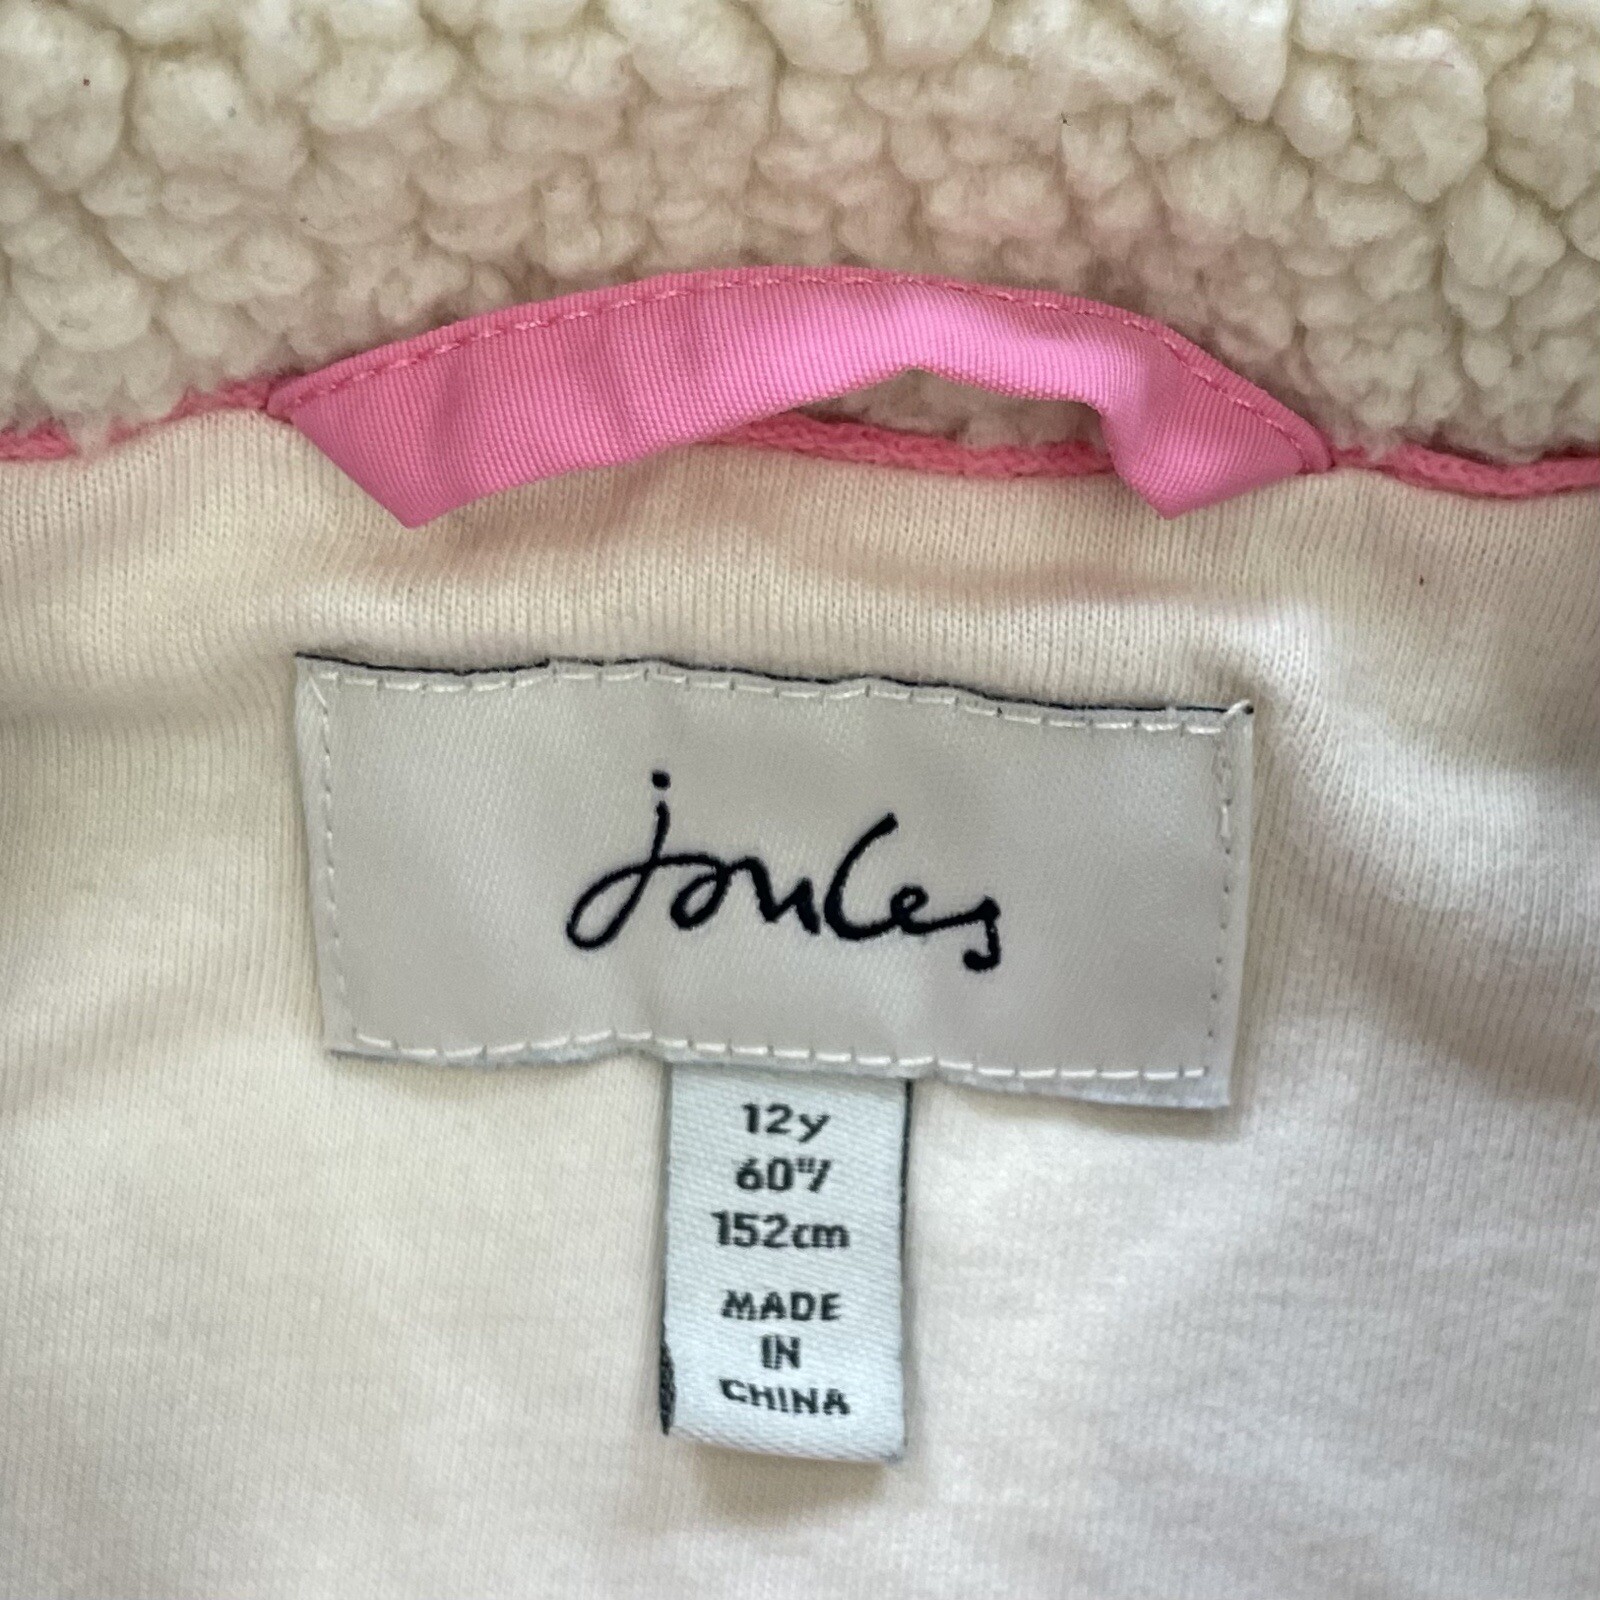 joules
12y
60"/
152cm
MADE
IN
CHINA